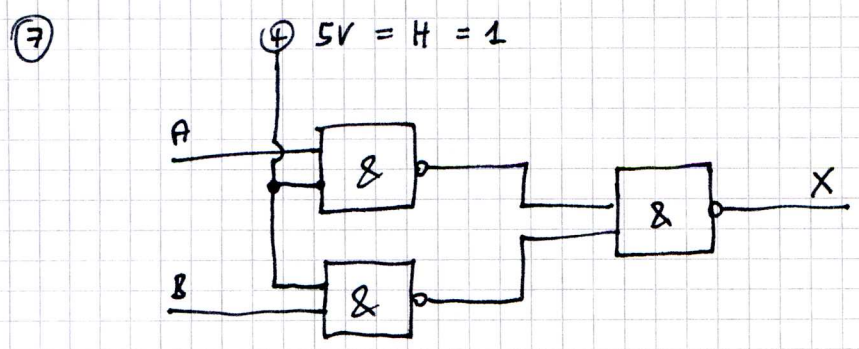 7
+ 5V = H = 1
A
&
X
&
B
&